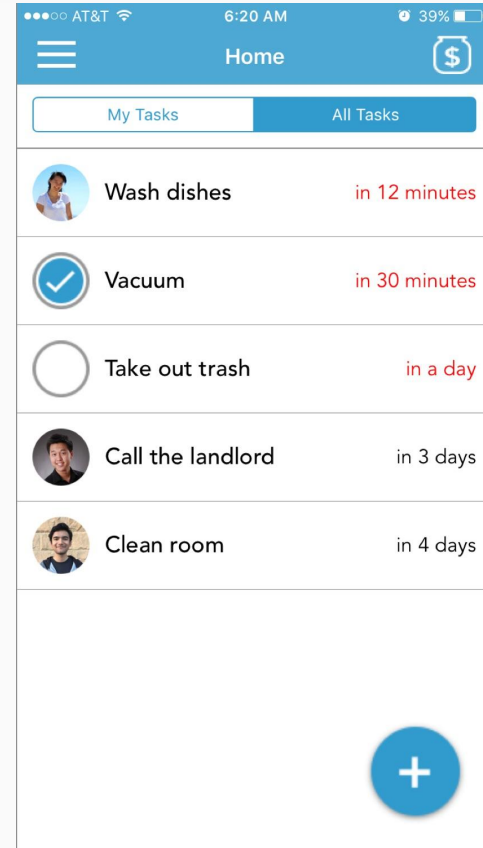 AT&T 6:20 AM 39%
Home
$
My Tasks All Tasks
Wash dishes in 12 minutes
Vacuum in 30 minutes
Take out trash in a day
Call the landlord in 3 days
Clean room in 4 days
+